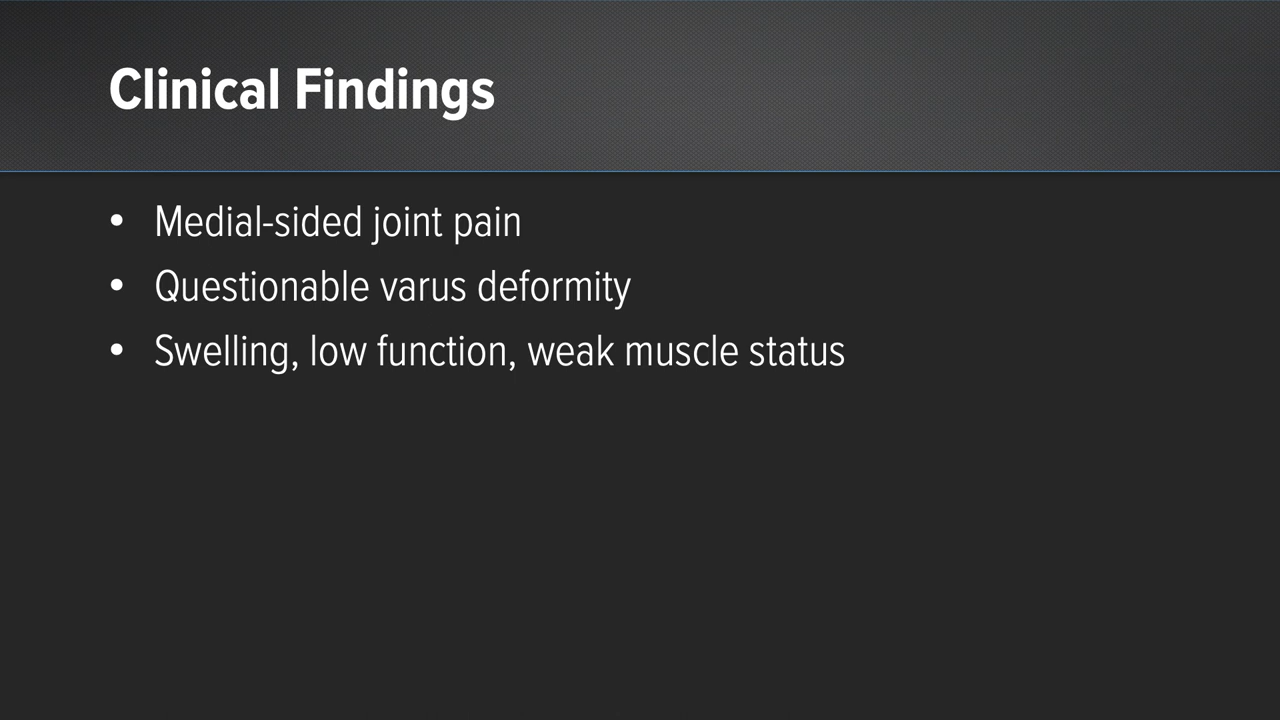 Clinical Findings
• Medial-sided joint pain
• Questionable varus deformity
• Swelling, low function, weak muscle status